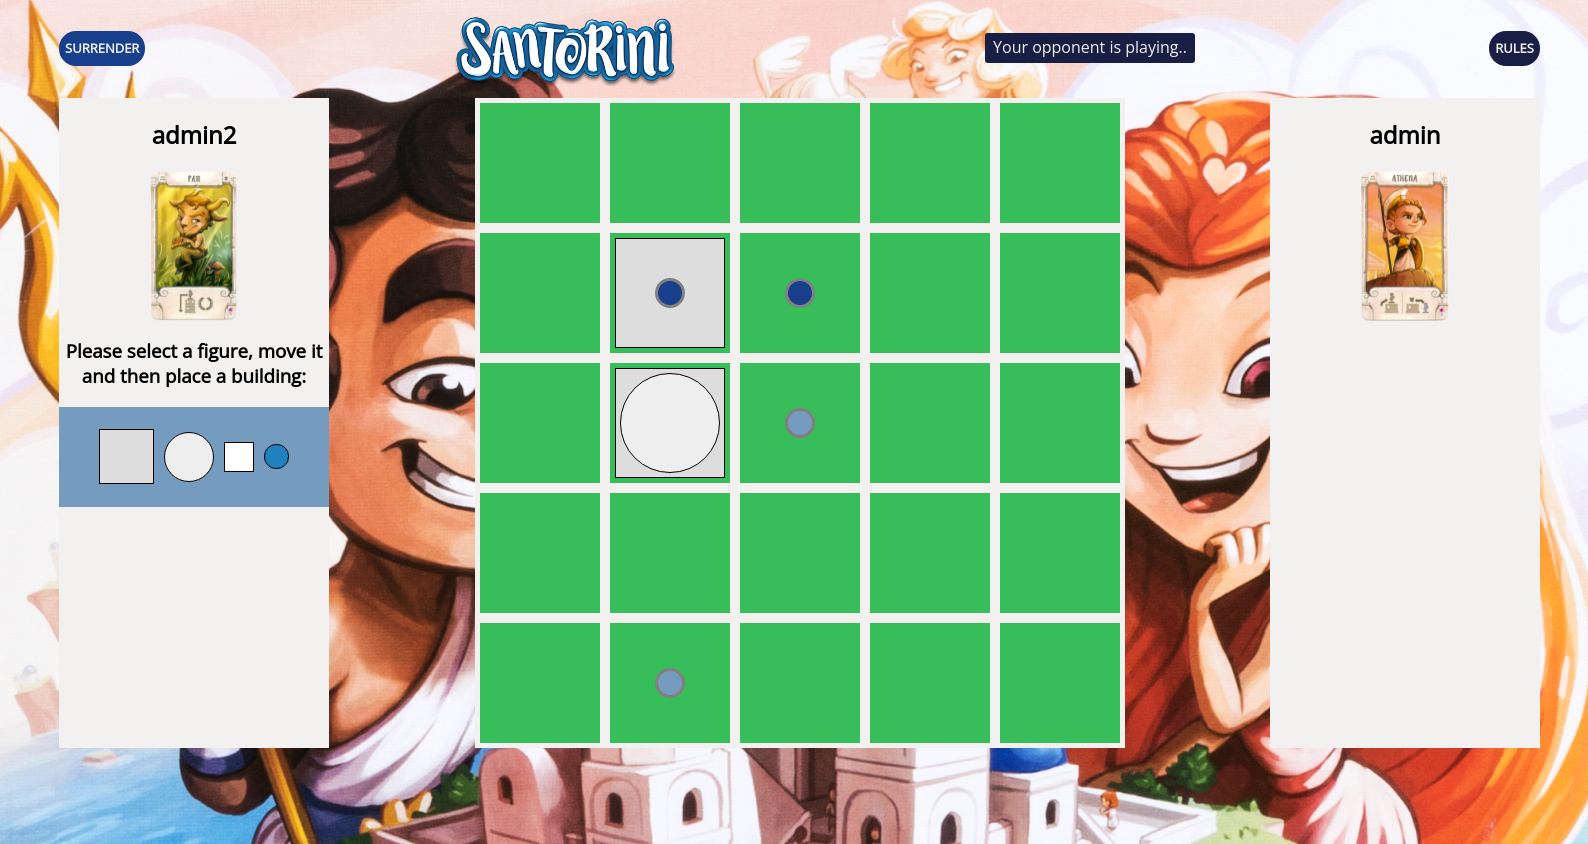 SURRENDER
SANTORINI
Your opponent is playing..
RULES
admin2
PAN
Please select a figure, move it
and then place a building:
admin
ATHENA